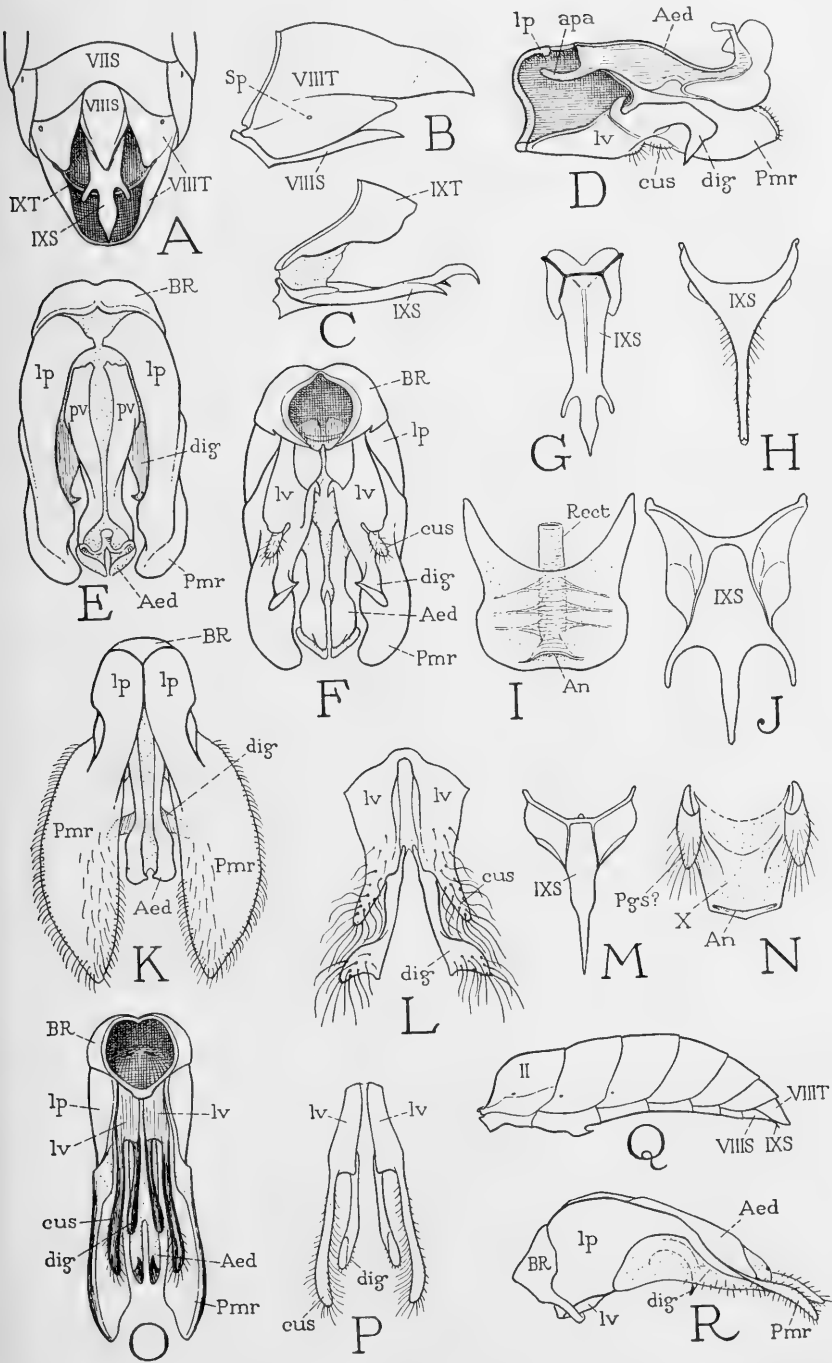 VIIS
VIIIS
VIIIT
IXT
IXS
A
Sp
VIIIT
VIIIS
B
IXT
IXS
C
lp
apa
Aed
lv
cus
dig
Pmr
D
BR
lp
lp
pv
pv
dig
Pmr
Aed
E
BR
lp
lv
lv
cus
dig
Aed
Pmr
F
IXS
G
IXS
H
Rect
An
I
IXS
J
BR
lp
lp
dig
Pmr
Pmr
Aed
K
lv
lv
cus
dig
L
IXS
M
Pgs?
X
An
N
BR
lp
lv
lv
cus
dig
Aed
Pmr
O
lv
lv
dig
cus
P
II
VIIIT
VIIIS
IXS
Q
BR
lp
Aed
lv
dig
Pmr
R